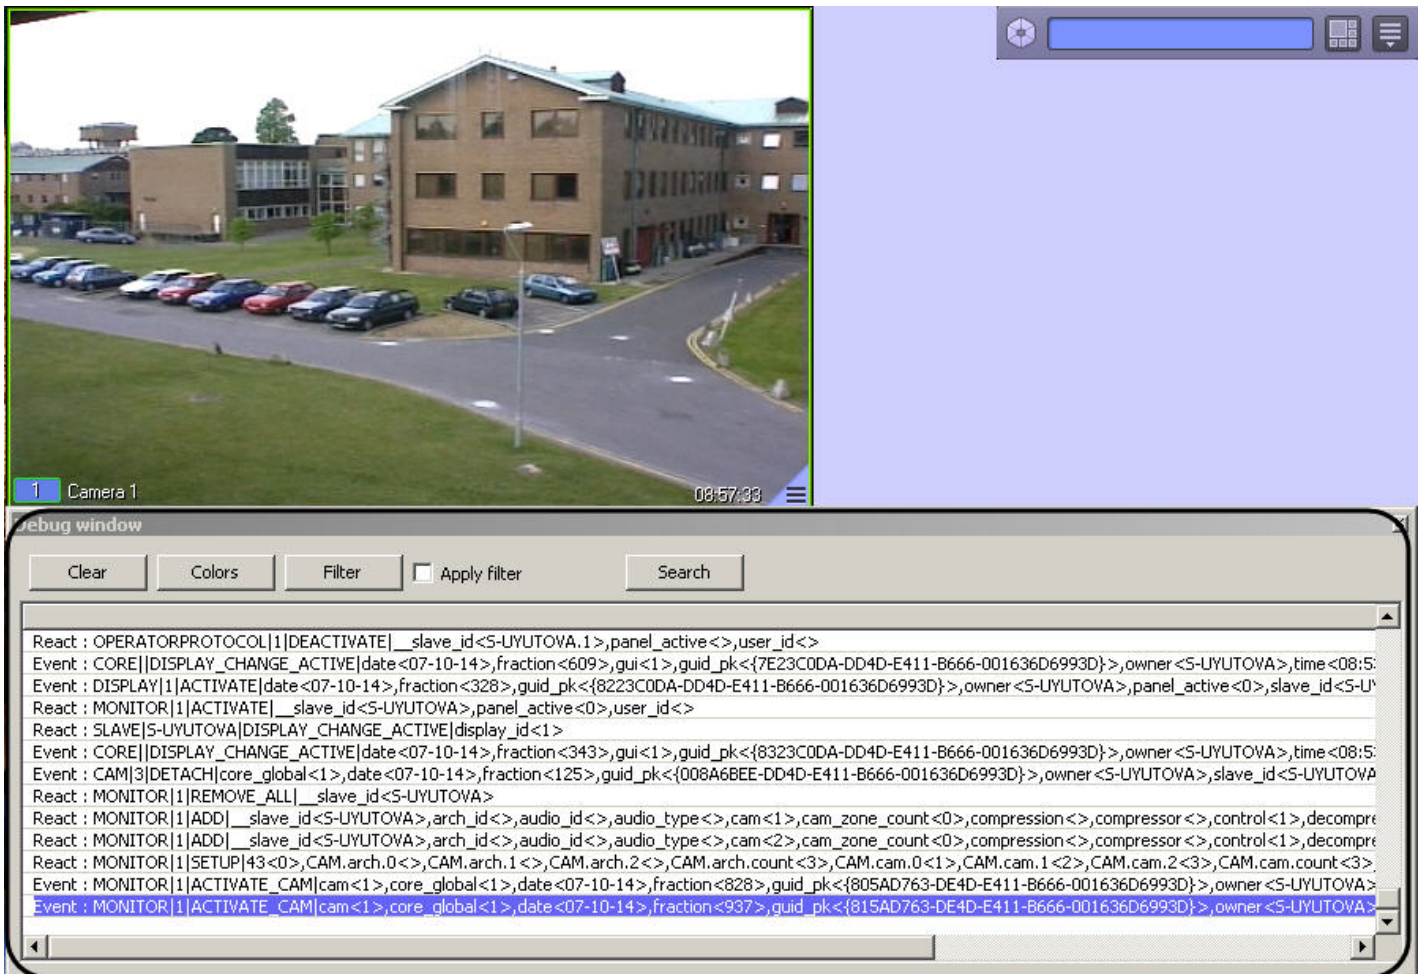 1 Camera 1 08:57:33
Debug window
Clear Colors Filter Apply filter Search
React : OPERATORPROTOCOL|1|DEACTIVATE|__slave_id<S-UYUTOVA.1>,panel_active<>,user_id<>
Event : CORE||DISPLAY_CHANGE_ACTIVE|date<07-10-14>,fraction<609>,gui<1>,guid_pk<{7E23C0DA-DD4D-E411-B666-001636D6993D}>,owner<S-UYUTOVA>,time<08:5
Event : DISPLAY|1|ACTIVATE|date<07-10-14>,fraction<328>,guid_pk<{8223C0DA-DD4D-E411-B666-001636D6993D}>,owner<S-UYUTOVA>,panel_active<0>,slave_id<S-UY
React : MONITOR|1|ACTIVATE|__slave_id<S-UYUTOVA>,panel_active<0>,user_id<>
React : SLAVE|S-UYUTOVA|DISPLAY_CHANGE_ACTIVE|display_id<1>
Event : CORE||DISPLAY_CHANGE_ACTIVE|date<07-10-14>,fraction<343>,gui<1>,guid_pk<{8323C0DA-DD4D-E411-B666-001636D6993D}>,owner<S-UYUTOVA>,time<08:5
Event : CAM|3|DETACH|core_global<1>,date<07-10-14>,fraction<125>,guid_pk<{008A6BEE-DD4D-E411-B666-001636D6993D}>,owner<S-UYUTOVA>,slave_id<S-UYUTOVA
React : MONITOR|1|REMOVE_ALL|__slave_id<S-UYUTOVA>
React : MONITOR|1|ADD|__slave_id<S-UYUTOVA>,arch_id<>,audio_id<>,audio_type<>,cam<1>,cam_zone_count<0>,compression<>,compressor<>,control<1>,decompre
React : MONITOR|1|ADD|__slave_id<S-UYUTOVA>,arch_id<>,audio_id<>,audio_type<>,cam<2>,cam_zone_count<0>,compression<>,compressor<>,control<1>,decompre
React : MONITOR|1|SETUP|43<0>,CAM.arch.0<>,CAM.arch.1<>,CAM.arch.2<>,CAM.arch.count<3>,CAM.cam.0<1>,CAM.cam.1<2>,CAM.cam.2<3>,CAM.cam.count<3>
Event : MONITOR|1|ACTIVATE_CAM|cam<1>,core_global<1>,date<07-10-14>,fraction<828>,guid_pk<{805AD763-DE4D-E411-B666-001636D6993D}>,owner<S-UYUTOVA>
Event : MONITOR|1|ACTIVATE_CAM|cam<1>,core_global<1>,date<07-10-14>,fraction<937>,guid_pk<{815AD763-DE4D-E411-B666-001636D6993D}>,owner<S-UYUTOVA>